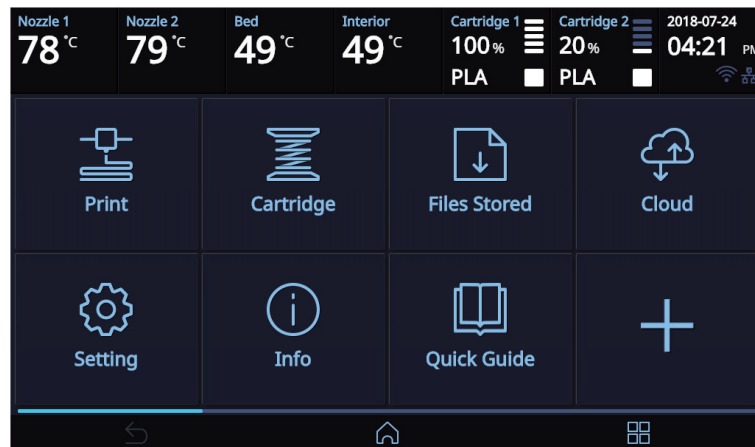 Nozzle 1
78 °C
Nozzle 2
79 °C
Bed
49 °C
Interior
49 °C
Cartridge 1
100 %
PLA
Cartridge 2
20 %
PLA
2018-07-24
04:21 PM
Print
Cartridge
Files Stored
Cloud
Setting
Info
Quick Guide